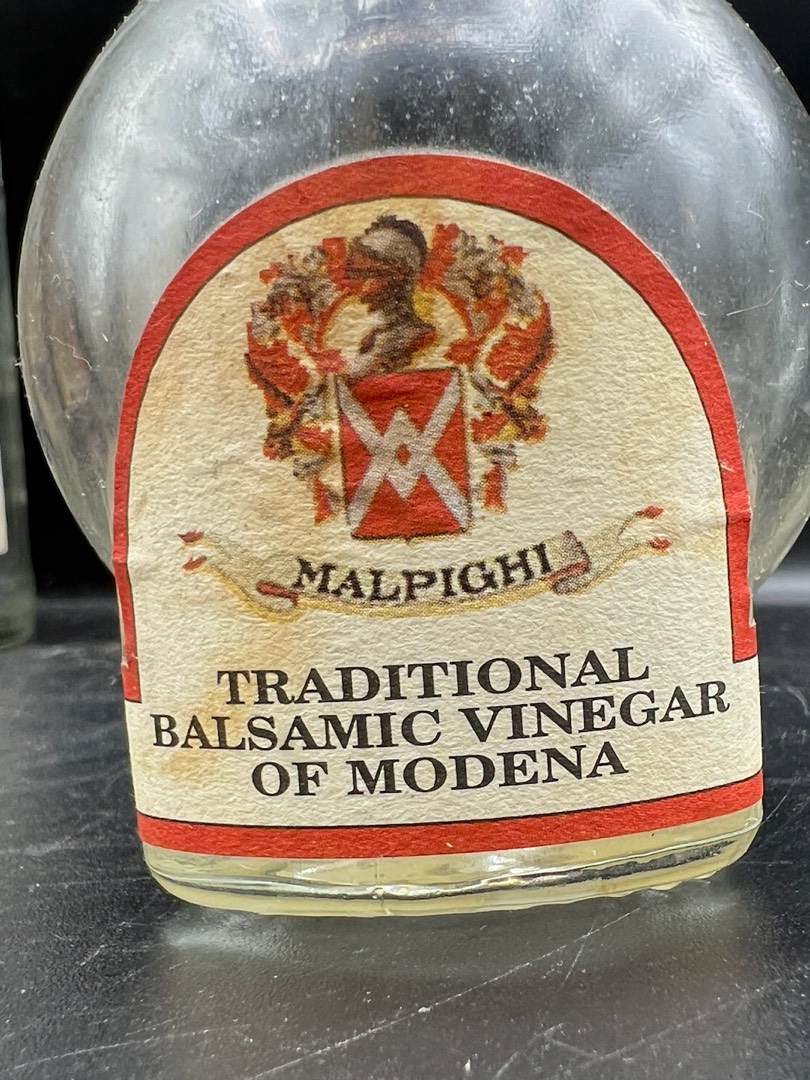 MALPIGHI
TRADITIONAL
BALSAMIC VINEGAR
OF MODENA